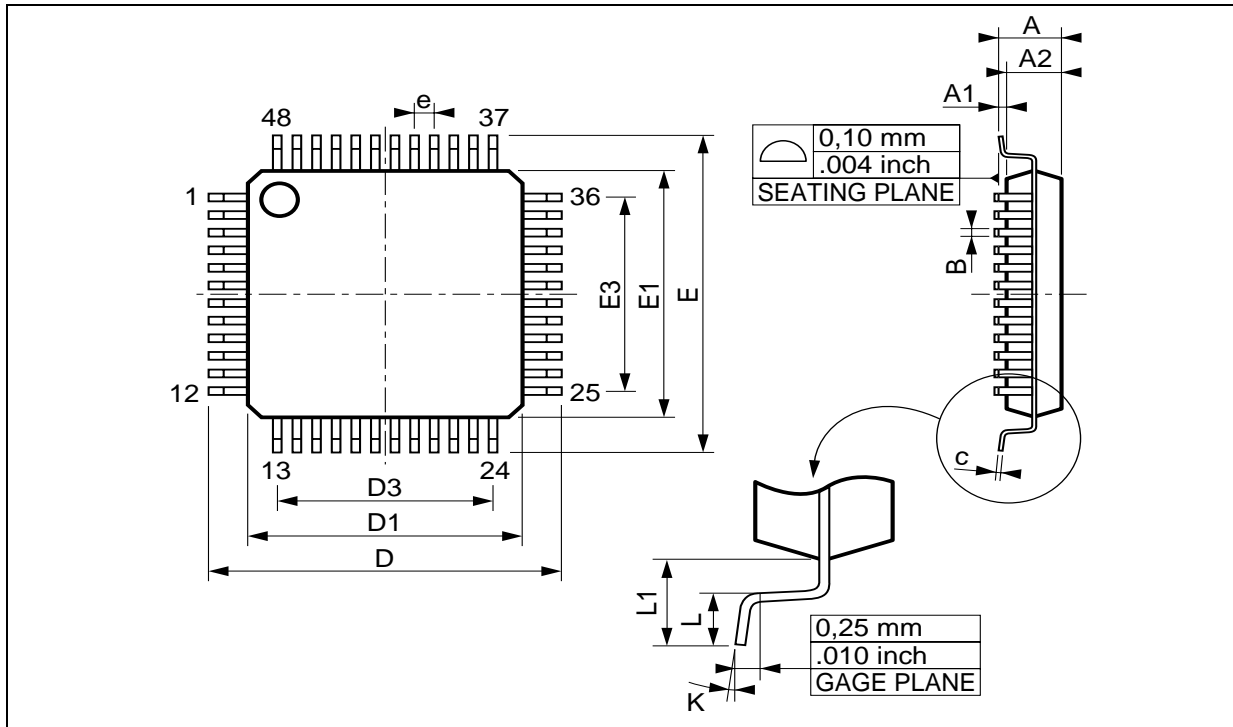 A
A2
A1
e
48
37
0,10 mm
.004 inch
SEATING PLANE
1
36
B
E3
E1
E
12
25
13
24
c
D3
D1
D
L1
L
0,25 mm
.010 inch
GAGE PLANE
K